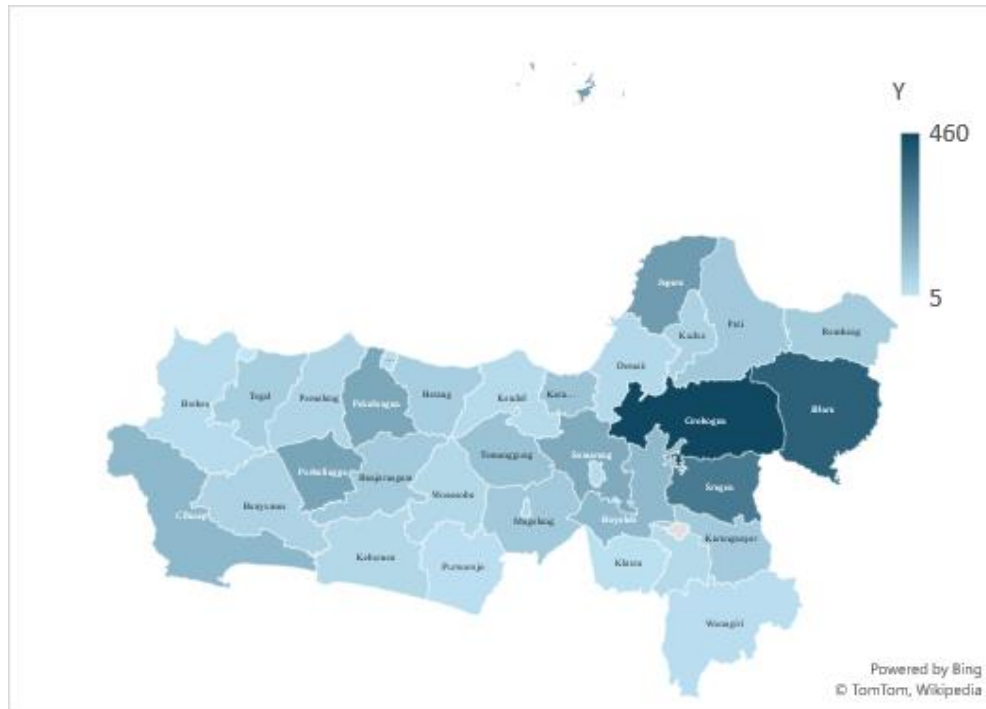 Y
460
5
Jepara
Kudus
Pati
Rembang
Demak
Brebes
Tegal
Pemalang
Pekalongan
...
Batang
Kendal
Kota...
Grobogan
Blora
Temanggung
Semarang
Purbalingga
Banjarnegara
Wonosobo
Sragen
Cilacap
Banyumas
Magelang
Boyolali
Karanganyar
Kebumen
Purworejo
Klaten
Wonogiri
Powered by Bing
© TomTom, Wikipedia